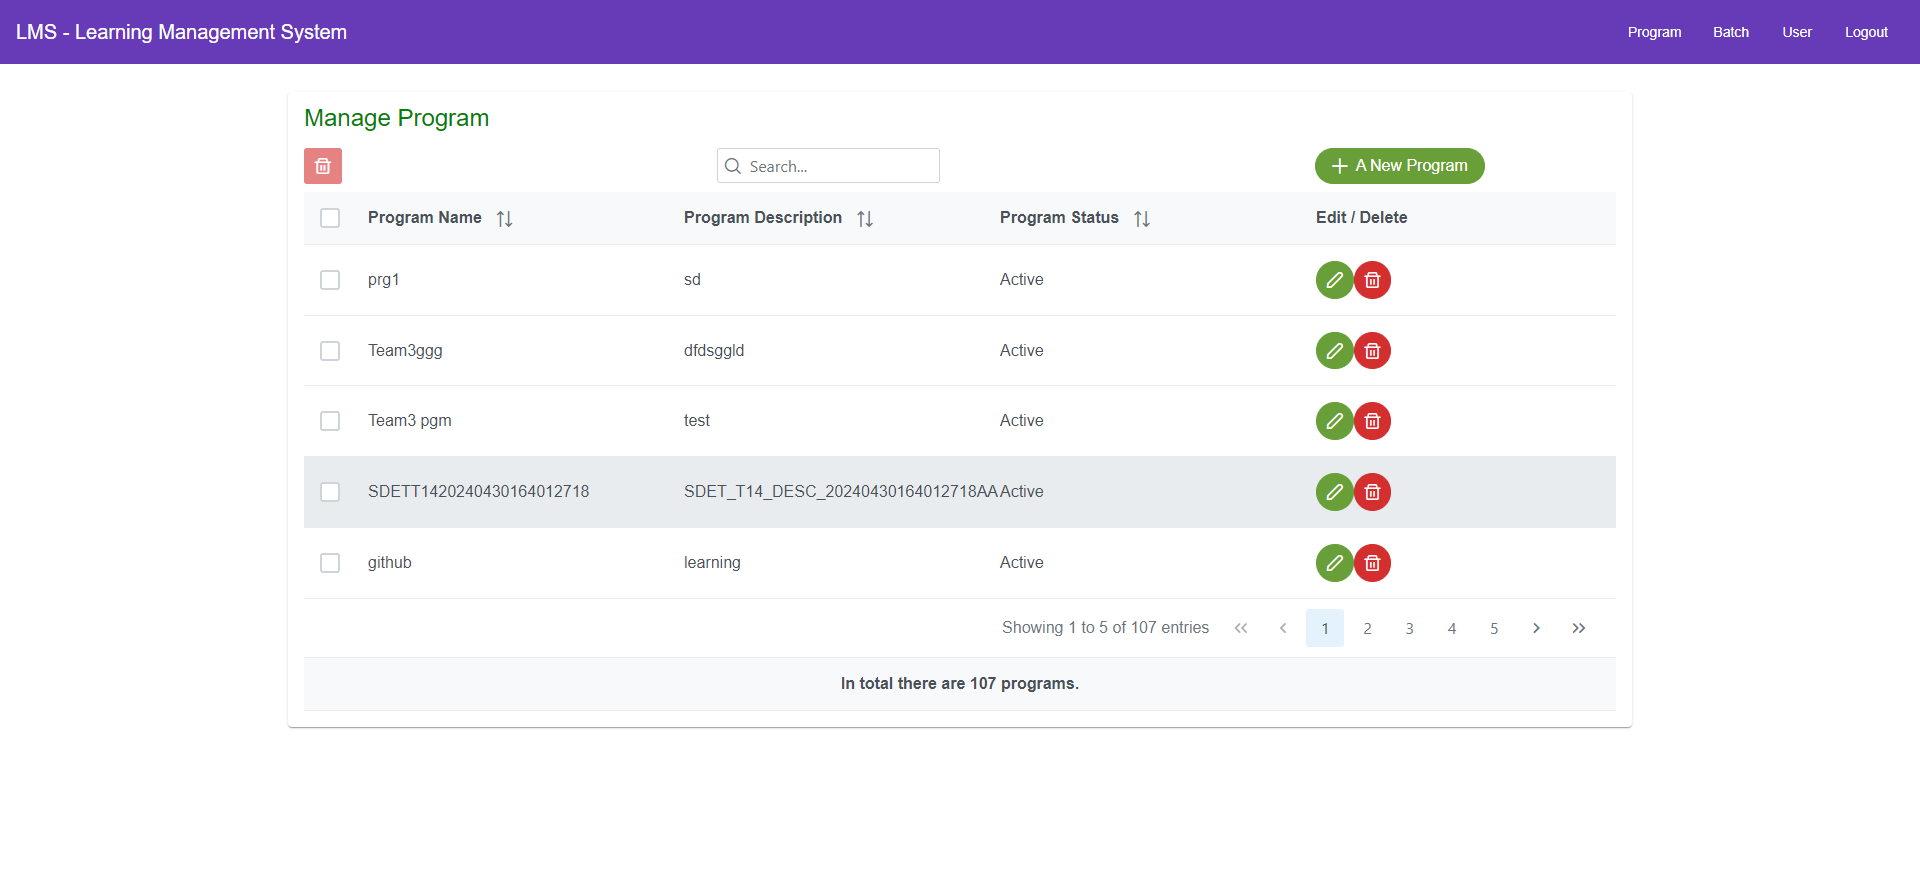 LMS - Learning Management System Program Batch User Logout
Manage Program
Search... A New Program
Program Name Program Description Program Status Edit / Delete
prg1 sd Active
Team3ggg dfdsggld Active
Team3 pgm test Active
SDETT1420240430164012718 SDET_T14_DESC_20240430164012718AA Active
github learning Active
Showing 1 to 5 of 107 entries 1 2 3 4 5
In total there are 107 programs.